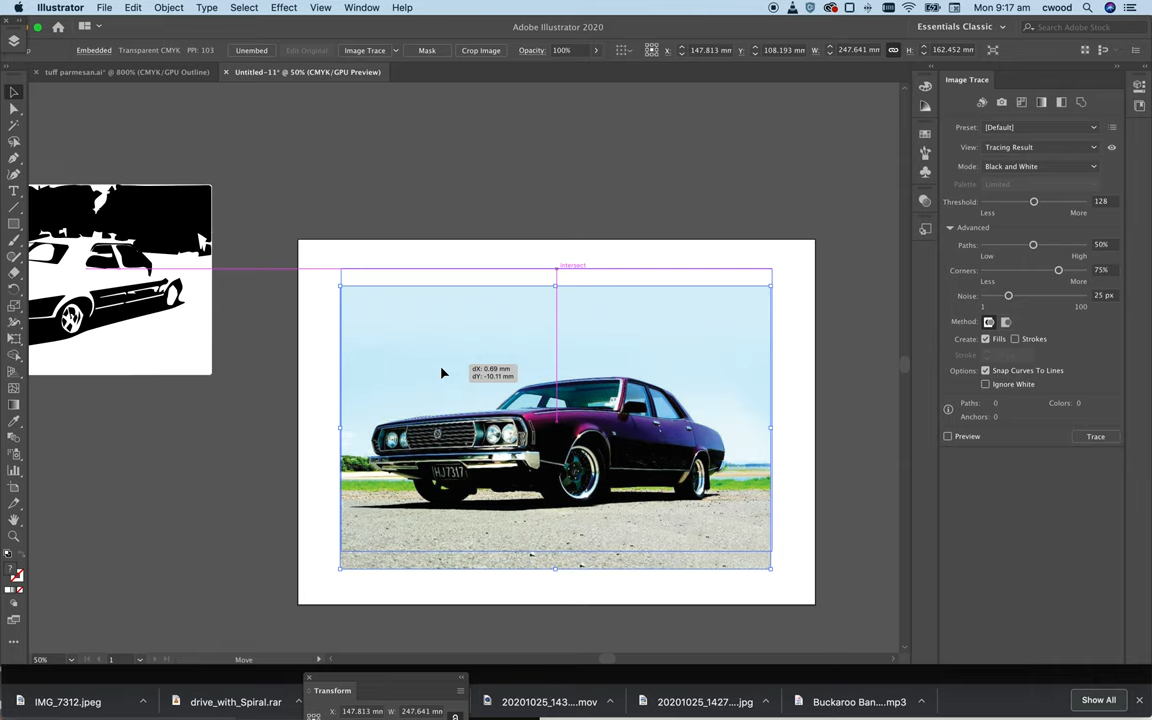 Illustrator File Edit Object Type Select Effect View Window Help
Mon 9:17 am cwood
Adobe Illustrator 2020
Essentials Classic
Search Adobe Stock
Embedded Transparent CMYK PPI: 103 Unembed Edit Original Image Trace Mask Crop Image Opacity: 100% X: 147.813 mm Y: 108.193 mm W: 247.641 mm H: 162.452 mm
tuff parmesan.ai* @ 800% (CMYK/GPU Outline)
Untitled-11* @ 50% (CMYK/GPU Preview)
Image Trace
Preset: [Default]
View: Tracing Result
Mode: Black and White
Palette: Limited
Threshold: 128
Less More
Advanced
Paths: 50%
Low High
Corners: 75%
Less More
Noise: 25 px
1 100
Method:
Create: Fills Strokes
Stroke
Options: Snap Curves To Lines
Ignore White
Paths: 0 Colors: 0
Anchors: 0
Preview Trace
intersect
dX: 0.69 mm
dY: -10.11 mm
HJ7317
50% 1 Move
Transform
X: 147.813 mm W: 247.641 mm
IMG_7312.jpeg
drive_with_Spiral.rar
20201025_143....mov
20201025_1427....jpg
Buckaroo Ban....mp3
Show All